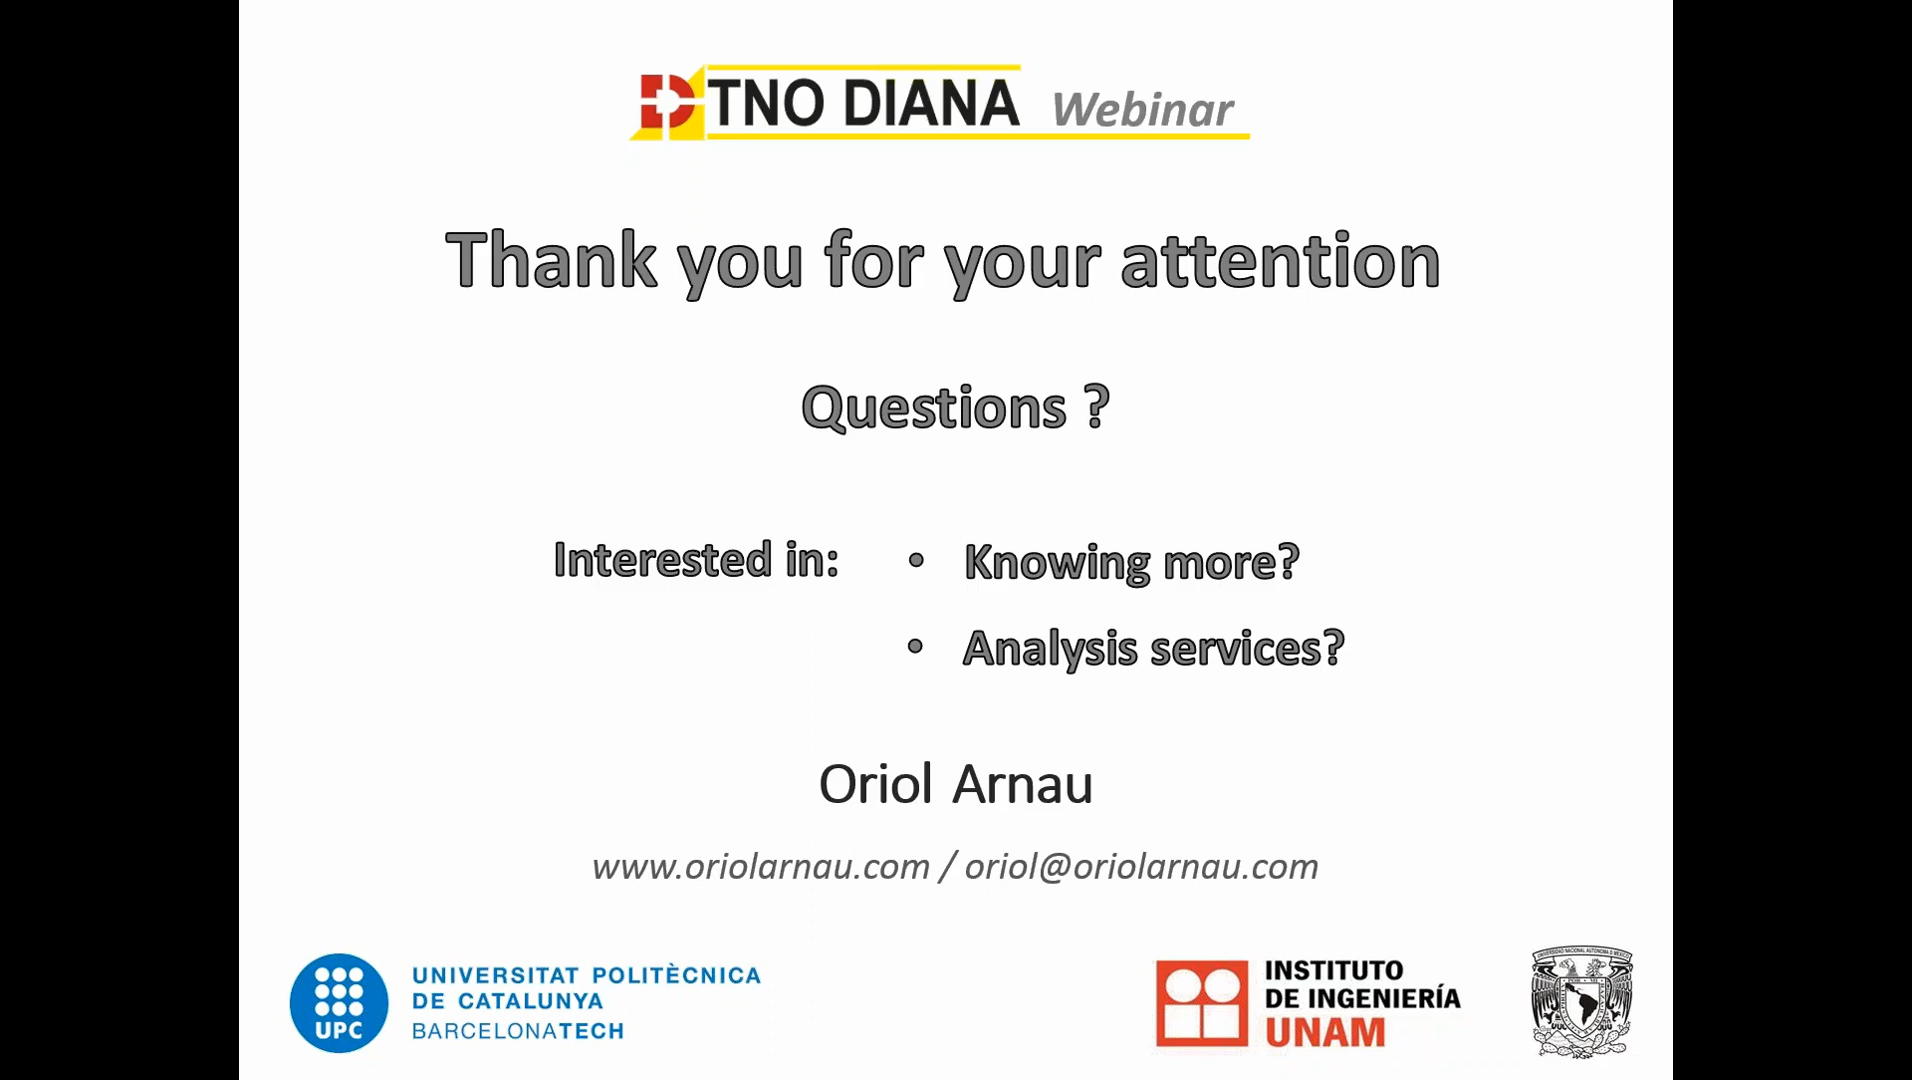 TNO DIANA Webinar
Thank you for your attention
Questions ?
Interested in: • Knowing more?
• Analysis services?
Oriol Arnau
www.oriolarnau.com / oriol@oriolarnau.com
UPC
UNIVERSITAT POLITÈCNICA
DE CATALUNYA
BARCELONATECH
INSTITUTO
DE INGENIERÍA
UNAM